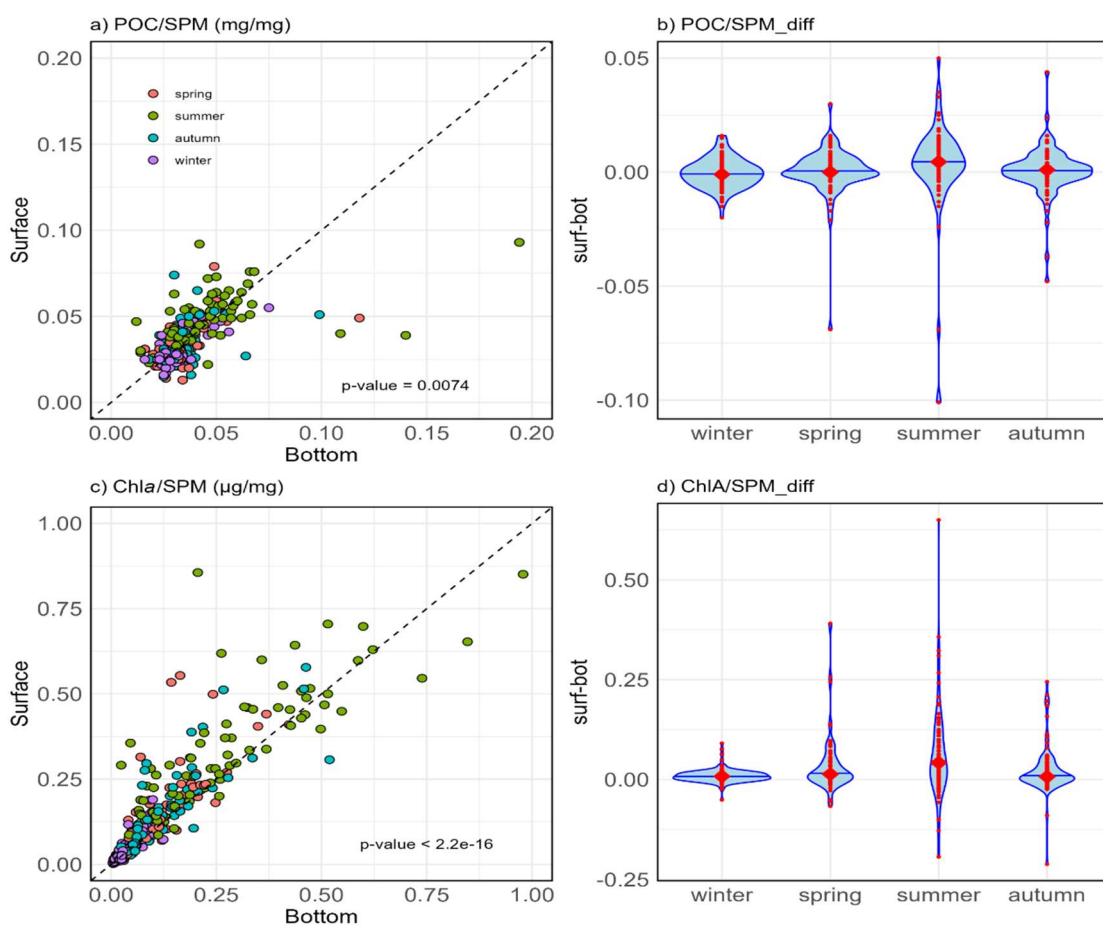 a) POC/SPM (mg/mg)
0.20
0.15
0.10
0.05
0.00
Surface
spring
summer
autumn
winter
p-value = 0.0074
0.00 0.05 0.10 0.15 0.20
Bottom
b) POC/SPM_diff
0.05
0.00
-0.05
-0.10
surf-bot
winter spring summer autumn
c) Chla/SPM (µg/mg)
1.00
0.75
0.50
0.25
0.00
Surface
p-value < 2.2e-16
0.00 0.25 0.50 0.75 1.00
Bottom
d) ChlA/SPM_diff
0.50
0.25
0.00
-0.25
surf-bot
winter spring summer autumn